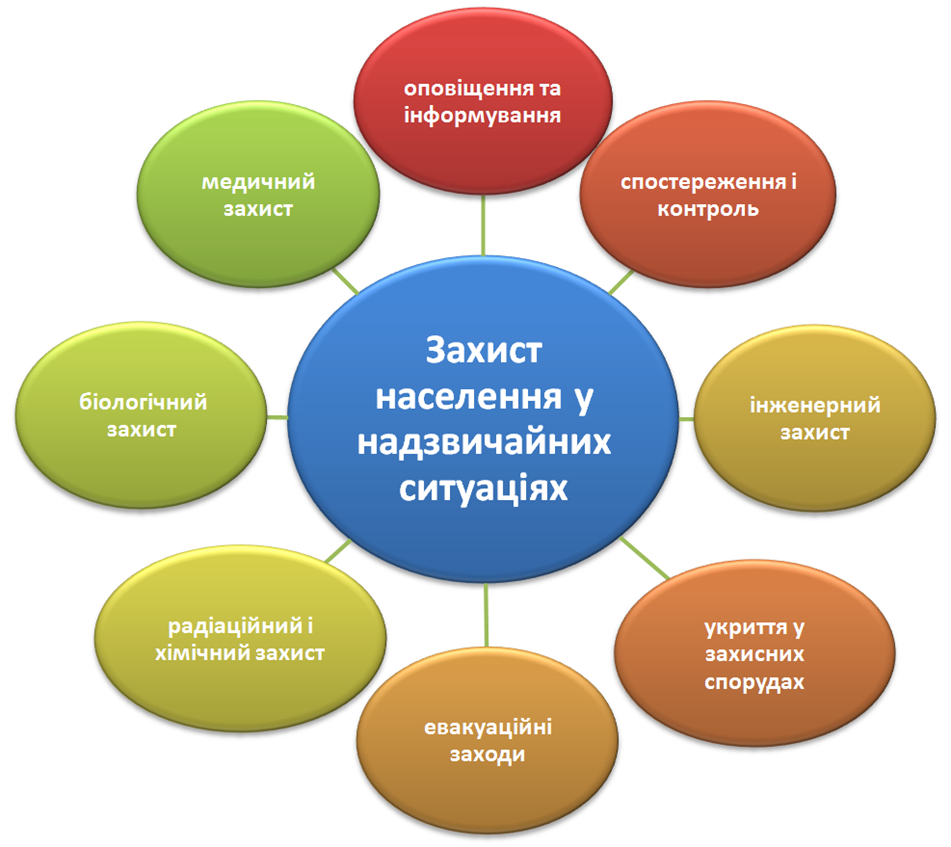 оповіщення та
інформування
спостереження і
контроль
інженерний
захист
укриття у
захисних
спорудах
евакуаційні
заходи
радіаційний і
хімічний захист
біологічний
захист
медичний
захист
Захист
населення у
надзвичайних
ситуаціях